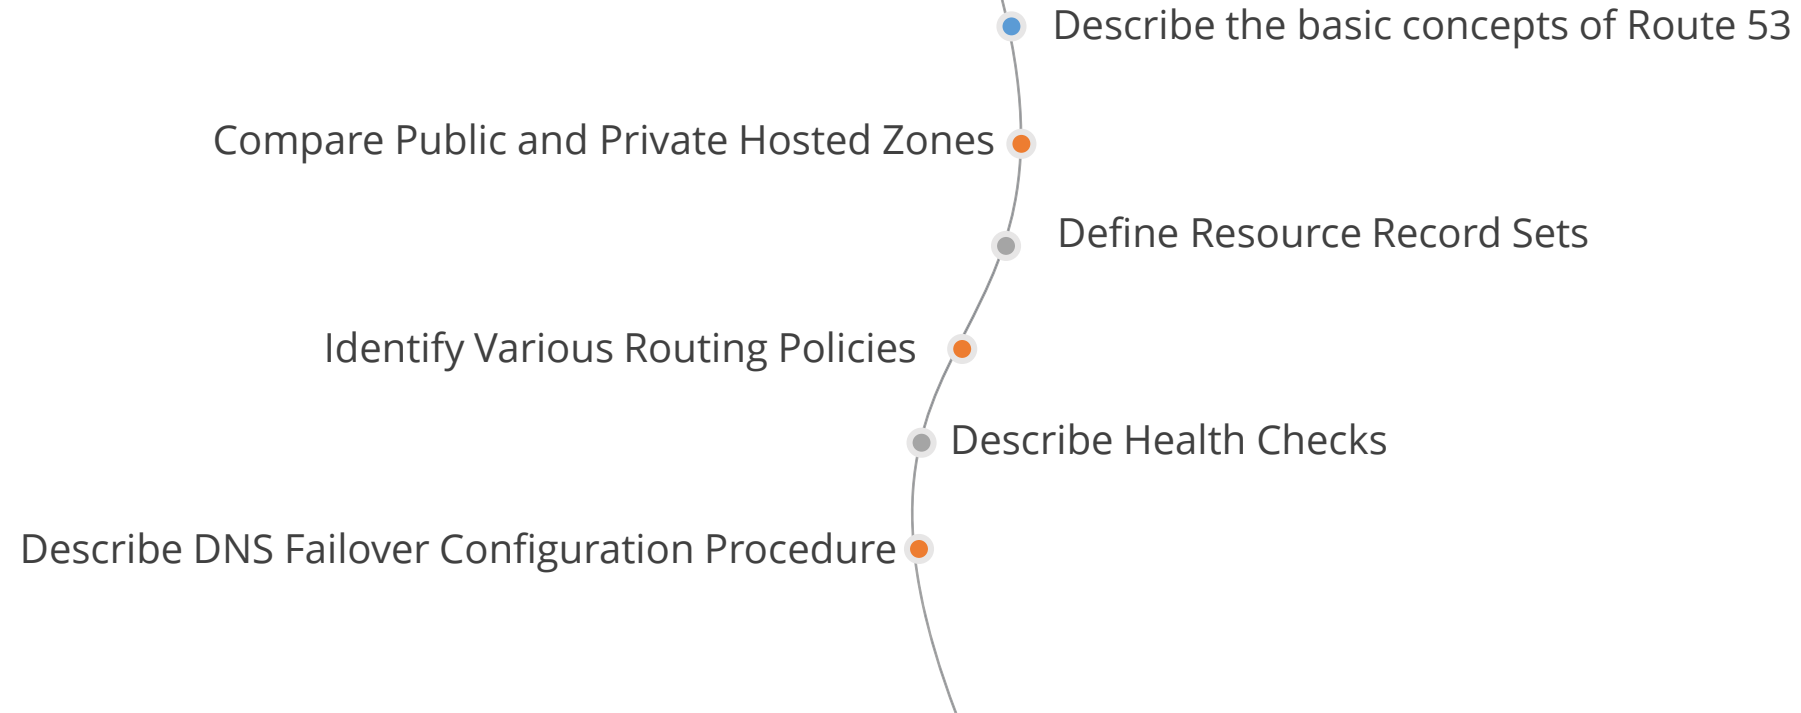 Describe the basic concepts of Route 53
Compare Public and Private Hosted Zones
Define Resource Record Sets
Identify Various Routing Policies
Describe Health Checks
Describe DNS Failover Configuration Procedure